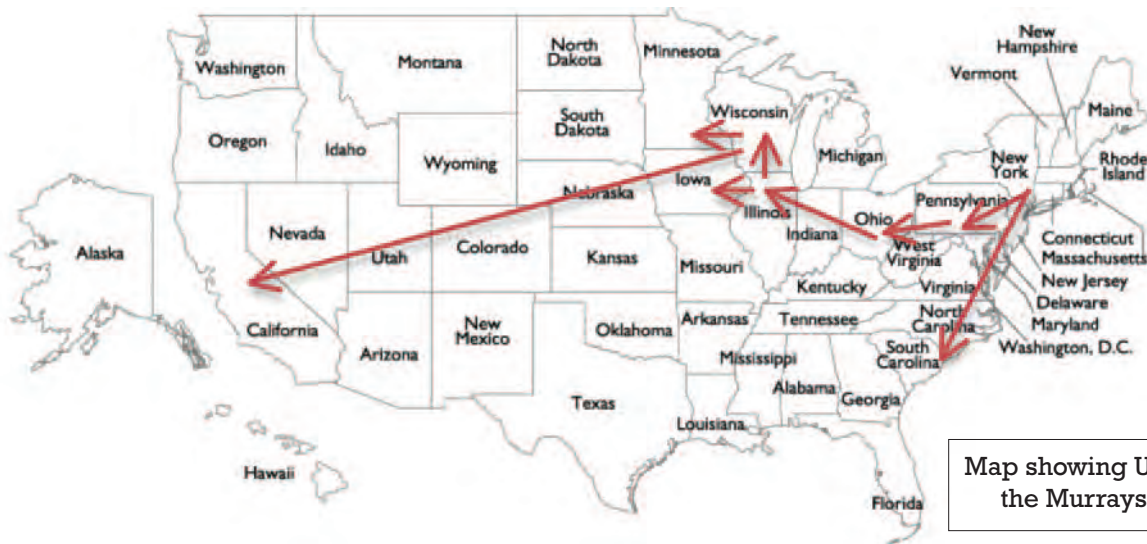 New
Hampshire
Vermont
Washington
Montana
North
Dakota
Minnesota
Maine
Oregon
Idaho
Wyoming
South
Dakota
Wisconsin
Michigan
New
York
Rhode
Island
Nebraska
Iowa
Illinois
Indiana
Ohio
Pennsylvania
Alaska
Nevada
Utah
Colorado
Kansas
Missouri
West
Virginia
Virginia
Kentucky
Connecticut
Massachusetts
New Jersey
Delaware
Maryland
Washington, D.C.
California
Arizona
New
Mexico
Oklahoma
Arkansas
Tennessee
North
Carolina
South
Carolina
Mississippi
Alabama
Georgia
Texas
Louisiana
Florida
Hawaii
Map showing U
the Murrays